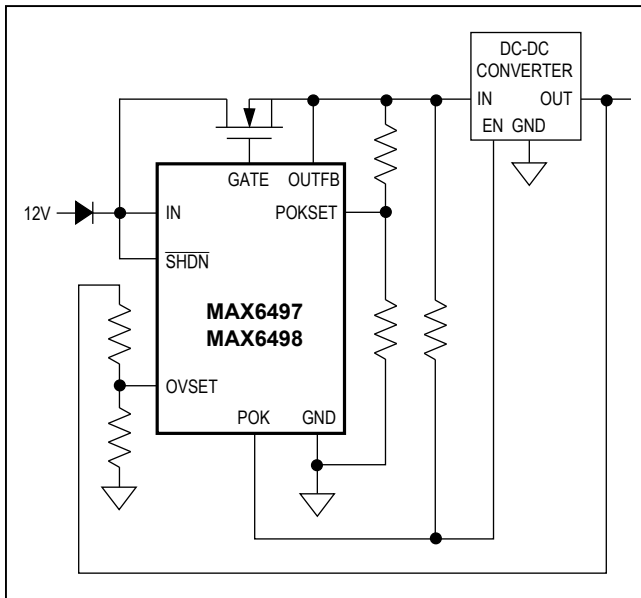 DC-DC
CONVERTER
IN OUT
EN GND
GATE OUTFB
POKSET
12V
IN
SHDN
MAX6497
MAX6498
OVSET
POK GND